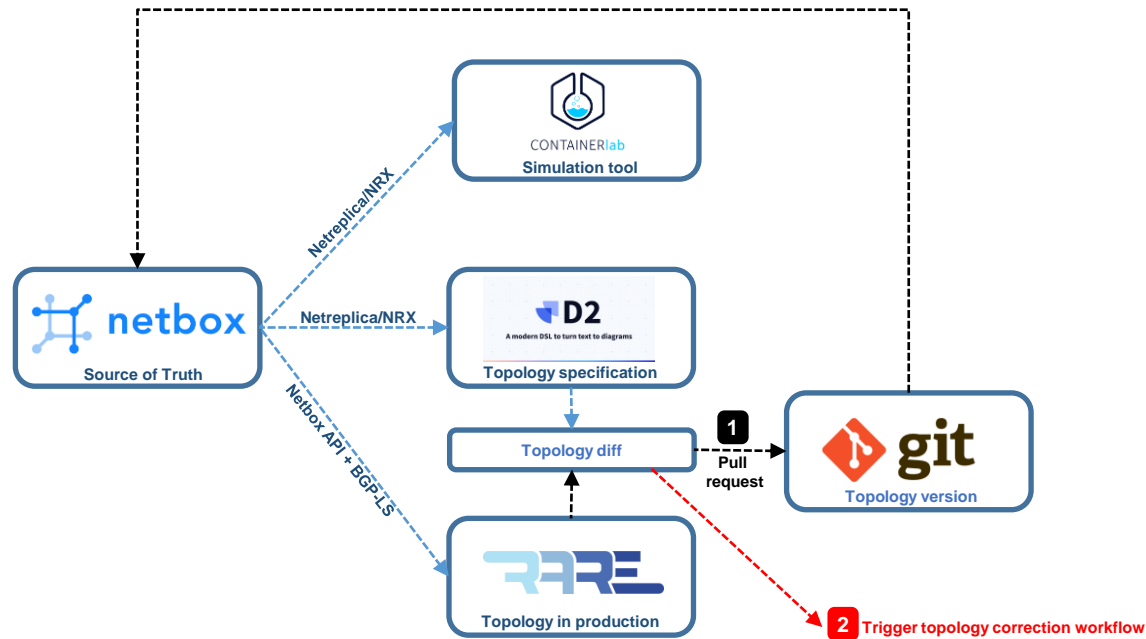 CONTAINERlab
Simulation tool
Netreplica/NRX
netbox
Source of Truth
Netreplica/NRX
D2
A modern DSL to turn text to diagrams
Topology specification
Netbox API + BGP-LS
Topology diff
1
Pull
request
git
Topology version
RARE
Topology in production
2 Trigger topology correction workflow